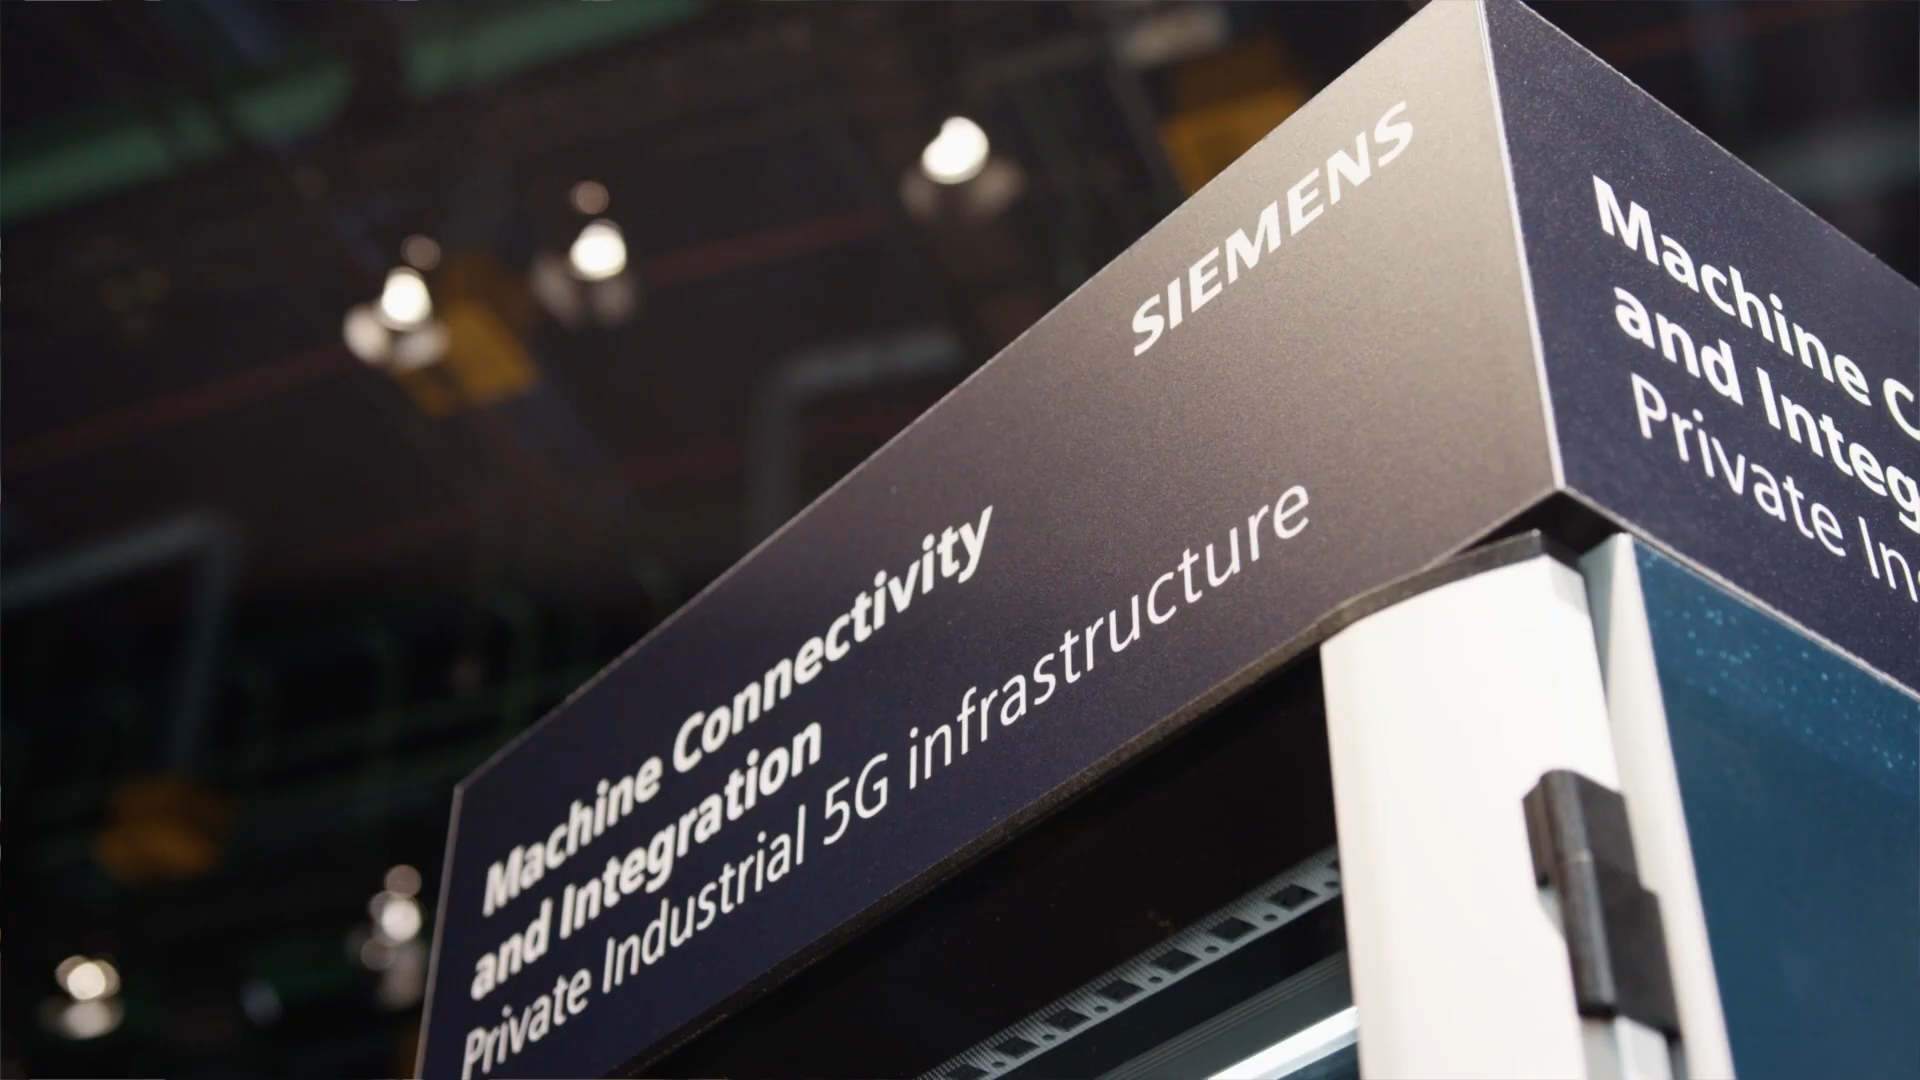 SIEMENS
Machine Connectivity
and Integration
Private Industrial 5G infrastructure
Machine C
and Integ
Private In